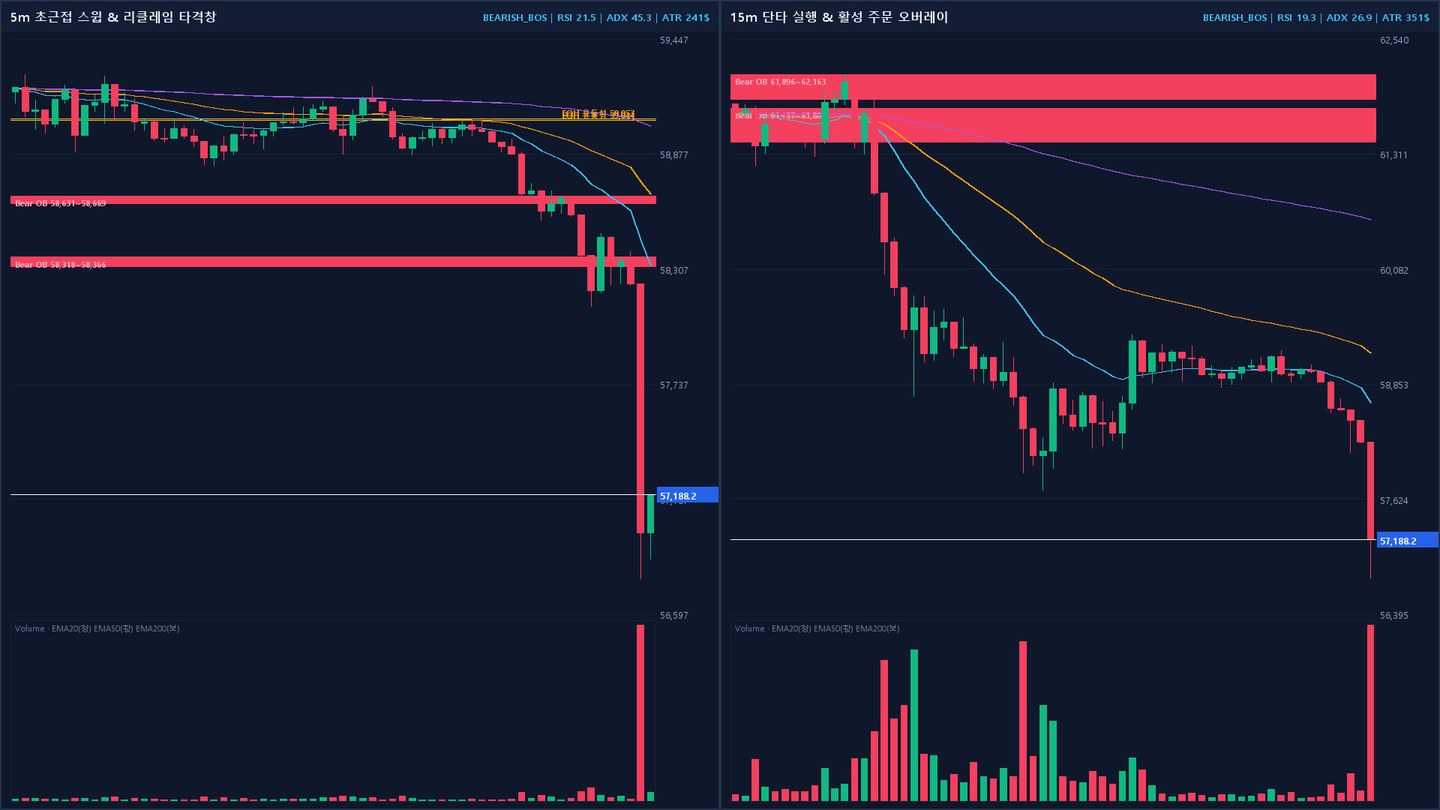 5m 초근접 스윕 & 리클레임 타격창
BEARISH_BOS | RSI 21.5 | ADX 45.3 | ATR 241$
59,447
58,877
Bear OB 58,631~58,669
Bear OB 58,318~58,366
58,307
57,737
57,188.2
56,597
Volume · EMA20(청) EMA50(황) EMA200(보)
15m 단타 실행 & 활성 주문 오버레이
BEARISH_BOS | RSI 19.3 | ADX 26.9 | ATR 351$
62,540
Bear OB 61,896~62,163
Bear OB
61,311
60,082
58,853
57,624
57,188.2
56,395
Volume · EMA20(청) EMA50(황) EMA200(보)